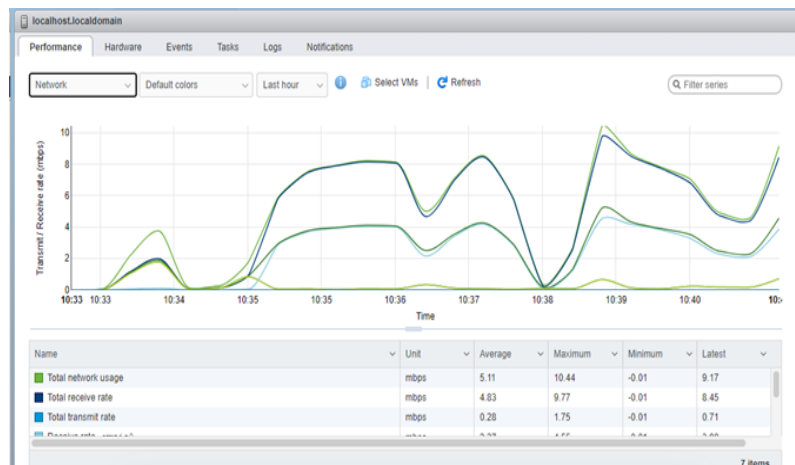 localhost.localdomain
Performance Hardware Events Tasks Logs Notifications
Network Default colors Last hour Select VMs Refresh Filter series
Transmit / Receive rate (mbps)
10
8
6
4
2
0
10:33 10:33 10:34 10:35 10:35 10:36 10:37 10:38 10:39 10:40
Time
Name Unit Average Maximum Minimum Latest
Total network usage mbps 5.11 10.44 -0.01 9.17
Total receive rate mbps 4.83 9.77 -0.01 8.45
Total transmit rate mbps 0.28 1.75 -0.01 0.71
Receive rate
7 items